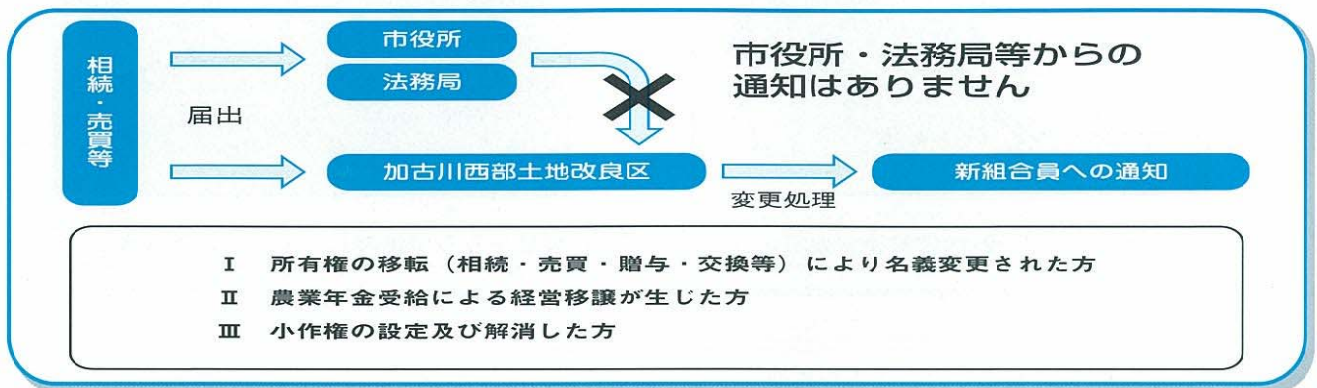 相続・売買等
届出
市役所
法務局
市役所・法務局等からの
通知はありません
加古川西部土地改良区
変更処理
新組合員への通知
Ⅰ 所有権の移転（相続・売買・贈与・交換等）により名義変更された方
Ⅱ 農業年金受給による経営移譲が生じた方
Ⅲ 小作権の設定及び解消した方